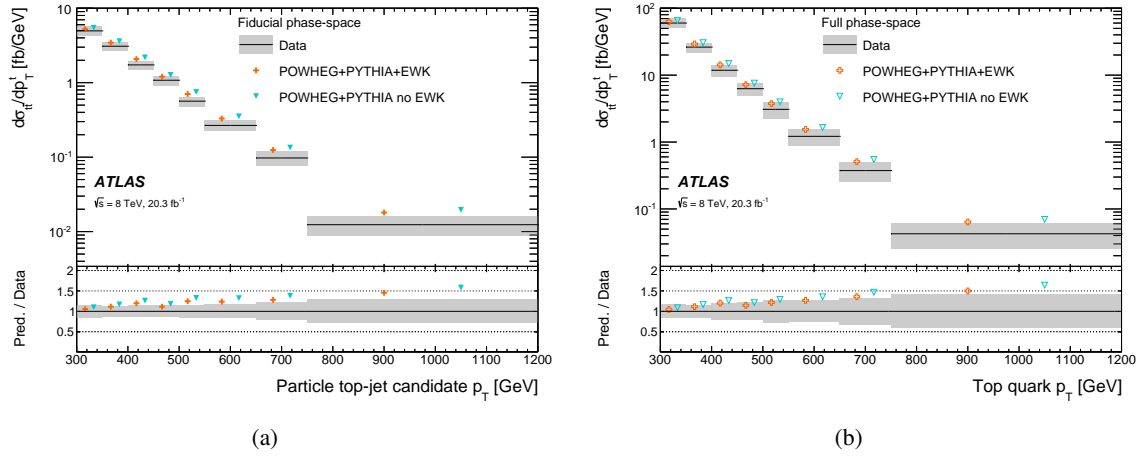 Fiducial phase-space
Data
POWHEG+PYTHIA+EWK
POWHEG+PYTHIA no EWK
dσtt̄/dpTt [fb/GeV]
10
1
10-1
10-2
ATLAS
√s = 8 TeV, 20.3 fb-1
Pred. / Data
2
1.5
1
0.5
300 400 500 600 700 800 900 1000 1100 1200
Particle top-jet candidate pT [GeV]
(a)
Full phase-space
Data
POWHEG+PYTHIA+EWK
POWHEG+PYTHIA no EWK
dσtt̄/dpTt [fb/GeV]
102
10
1
10-1
ATLAS
√s = 8 TeV, 20.3 fb-1
Pred. / Data
2
1.5
1
0.5
300 400 500 600 700 800 900 1000 1100 1200
Top quark pT [GeV]
(b)